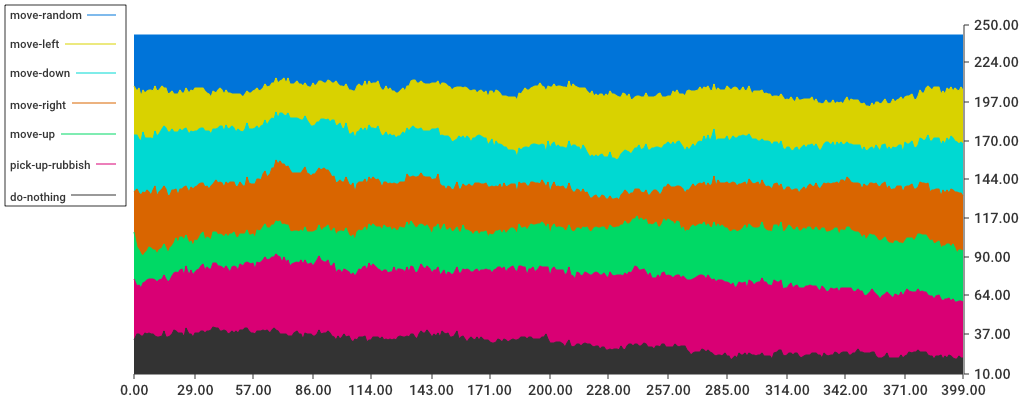 move-random
move-left
move-down
move-right
move-up
pick-up-rubbish
do-nothing
250.00
224.00
197.00
170.00
144.00
117.00
90.00
64.00
37.00
10.00
0.00 29.00 57.00 86.00 114.00 143.00 171.00 200.00 228.00 257.00 285.00 314.00 342.00 371.00 399.00